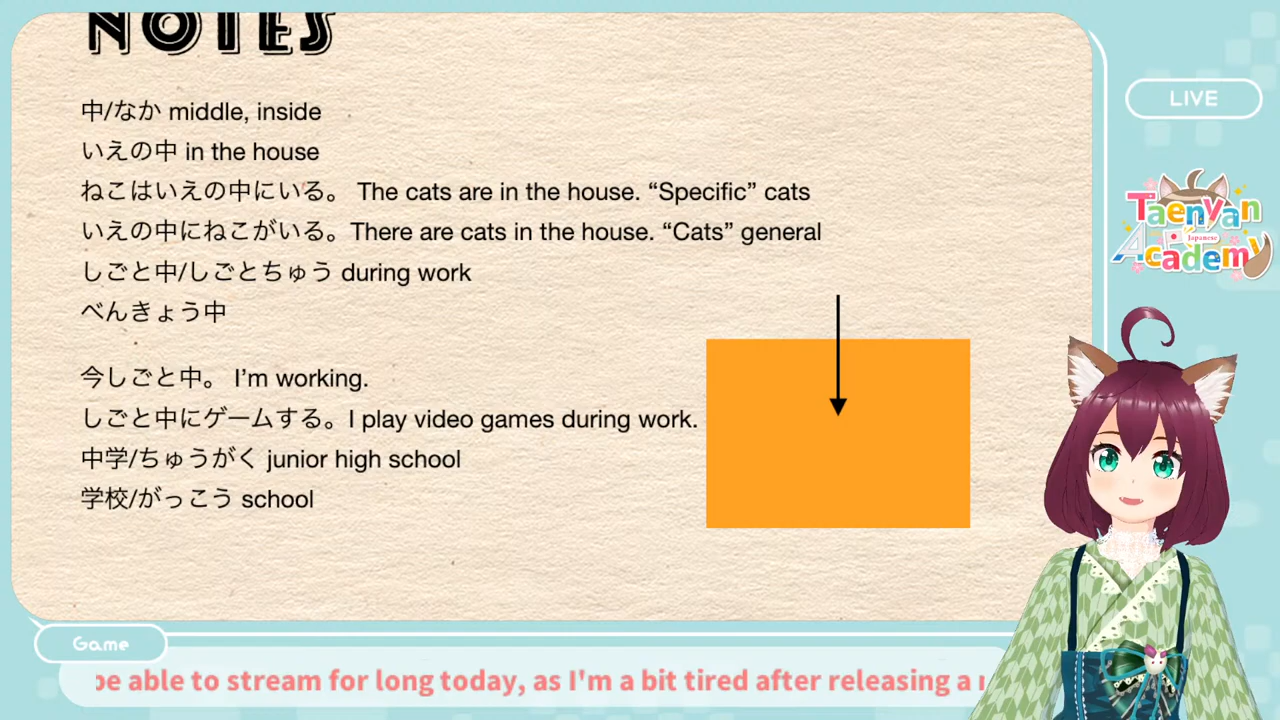 NOTES
中/なか middle, inside
いえの中 in the house
ねこはいえの中にいる。 The cats are in the house. “Specific” cats
いえの中にねこがいる。There are cats in the house. “Cats” general
しごと中/しごとちゅう during work
べんきょう中
今しごと中。 I’m working.
しごと中にゲームする。I play video games during work.
中学/ちゅうがく junior high school
学校/がっこう school
LIVE
Taenyan
Japanese
Academy
Game
be able to stream for long today, as I'm a bit tired after releasing a